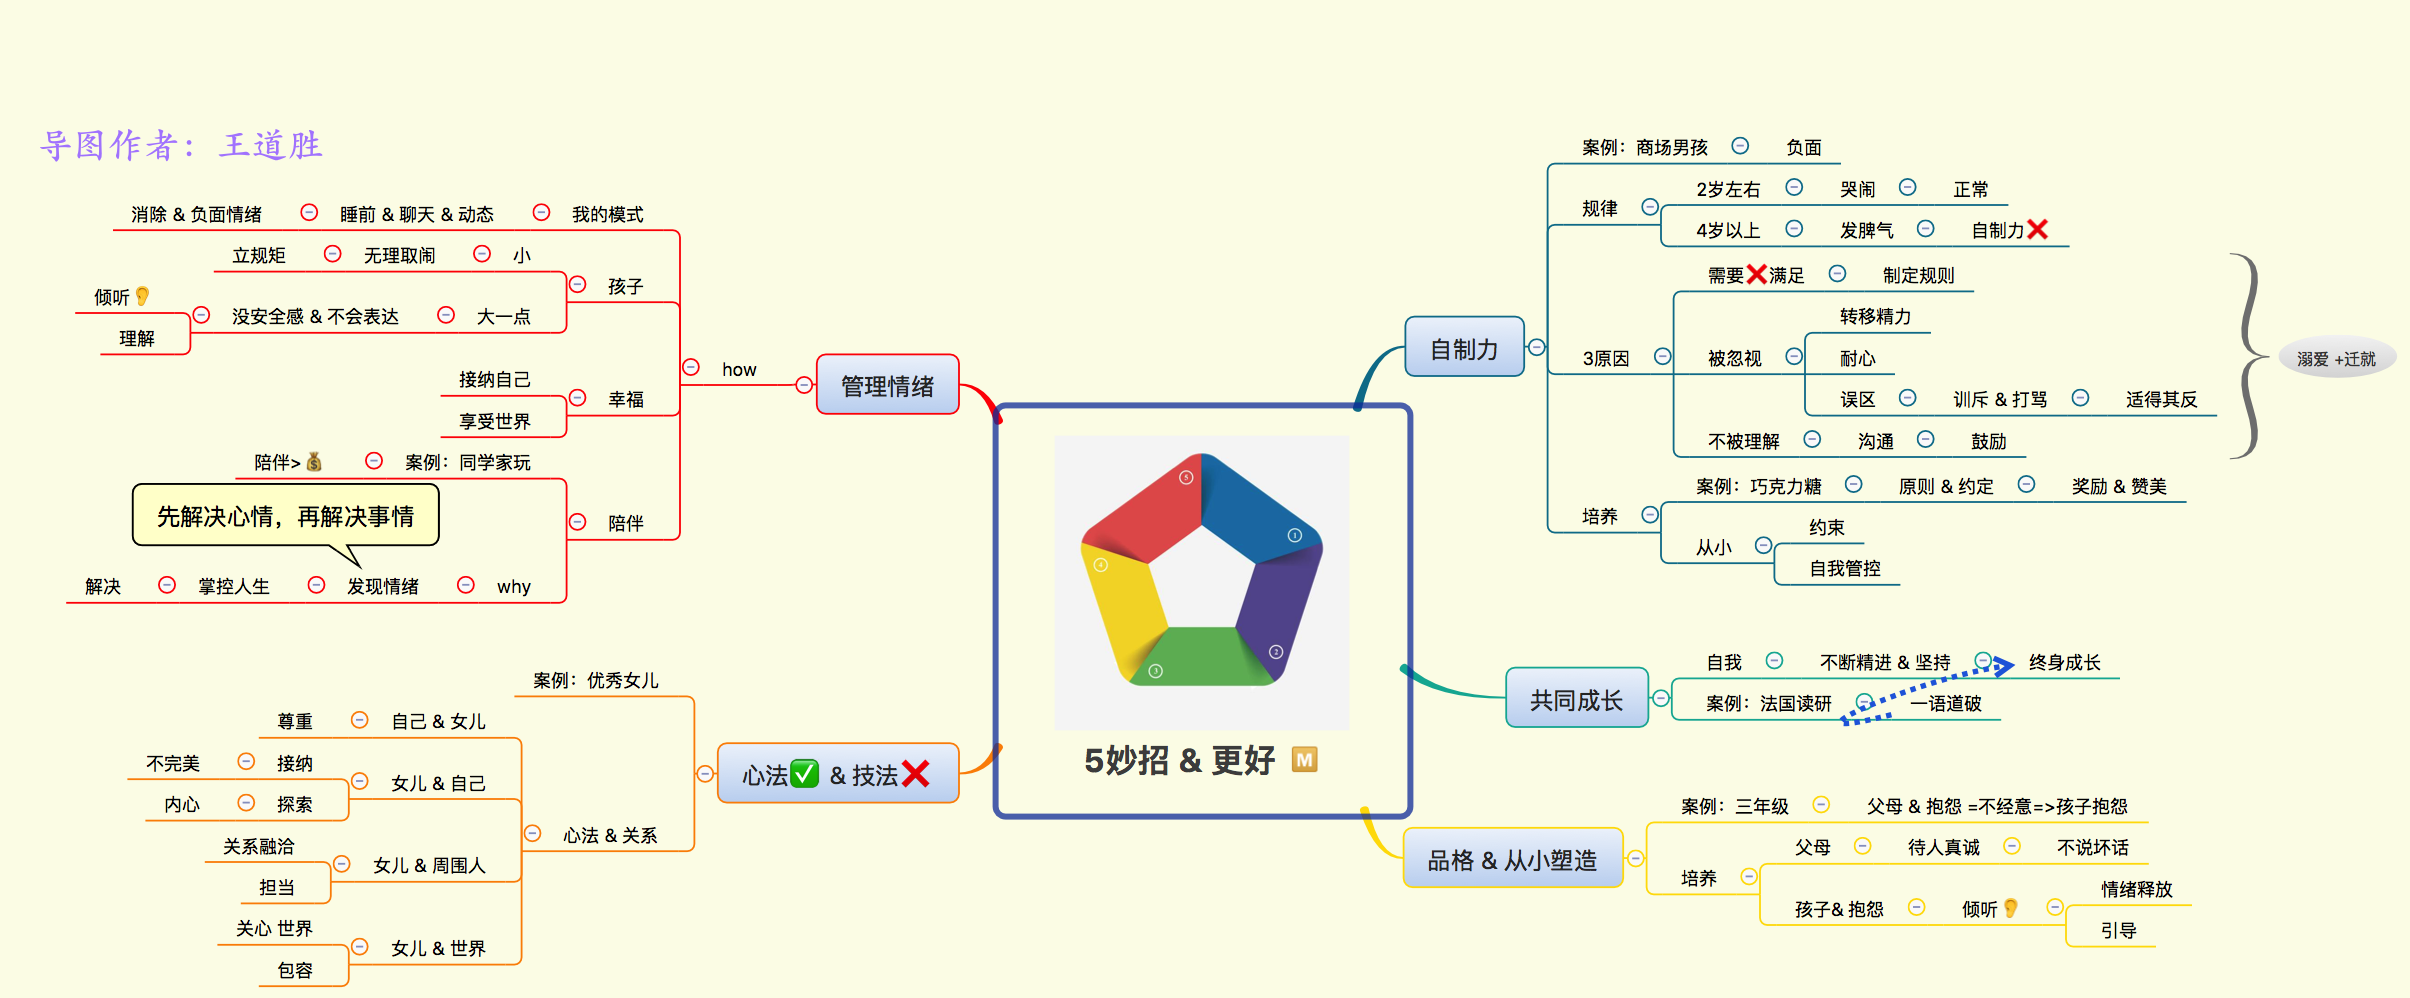 导图作者：王道胜
5妙招 & 更好 M
5
1
4
2
3
自制力
案例：商场男孩
负面
规律
2岁左右
哭闹
正常
4岁以上
发脾气
自制力❌
3原因
需要❌满足
制定规则
被忽视
转移精力
耐心
误区
训斥 & 打骂
适得其反
不被理解
沟通
鼓励
溺爱 +迁就
培养
案例：巧克力糖
原则 & 约定
奖励 & 赞美
从小
约束
自我管控
共同成长
自我
不断精进 & 坚持
终身成长
案例：法国读研
一语道破
品格 & 从小塑造
案例：三年级
父母 & 抱怨 =不经意=>孩子抱怨
培养
父母
待人真诚
不说坏话
孩子& 抱怨
倾听👂
情绪释放
引导
管理情绪
how
我的模式
睡前 & 聊天 & 动态
消除 & 负面情绪
孩子
小
无理取闹
立规矩
大一点
没安全感 & 不会表达
倾听👂
理解
幸福
接纳自己
享受世界
陪伴
案例：同学家玩
陪伴>💰
why
发现情绪
掌控人生
解决
先解决心情，再解决事情
心法✅ & 技法❌
案例：优秀女儿
心法 & 关系
自己 & 女儿
尊重
女儿 & 自己
接纳
不完美
探索
内心
女儿 & 周围人
关系融洽
担当
女儿 & 世界
关心 世界
包容